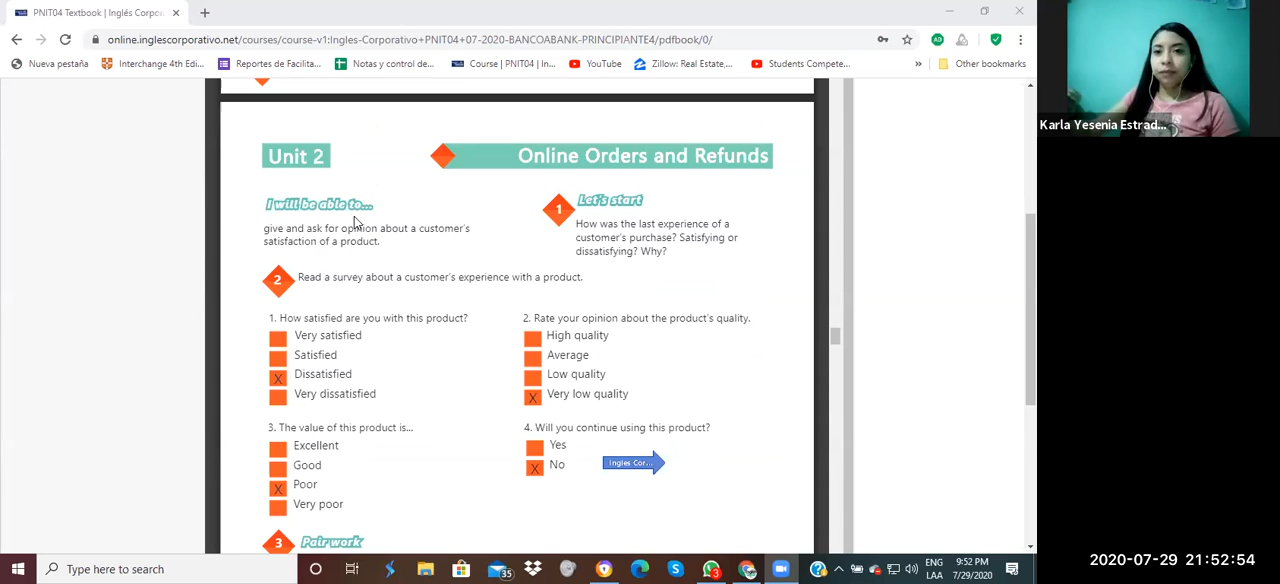 PNIT04 Textbook | Inglés Corpor
online.inglescorporativo.net/courses/course-v1:Ingles-Corporativo+PNIT04+07-2020-BANCOABANK-PRINCIPIANTE4/pdfbook/0/
Nueva pestaña
Interchange 4th Edi...
Reportes de Facilita...
Notas y control de...
Course | PNIT04 | In...
YouTube
Zillow: Real Estate,...
Students Compete...
»
Other bookmarks
Karla Yesenia Estrad...
Unit 2
Online Orders and Refunds
I will be able to...
give and ask for opinion about a customer's
satisfaction of a product.
1
Let's start
How was the last experience of a
customer's purchase? Satisfying or
dissatisfying? Why?
2
Read a survey about a customer's experience with a product.
1. How satisfied are you with this product?
Very satisfied
Satisfied
X Dissatisfied
Very dissatisfied
2. Rate your opinion about the product's quality.
High quality
Average
Low quality
X Very low quality
3. The value of this product is...
Excellent
Good
X Poor
Very poor
4. Will you continue using this product?
Yes
X No
Ingles Cor...
3
Pair work
Type here to search
35
3
ENG
LAA
9:52 PM
7/29/2020
2020-07-29 21:52:54